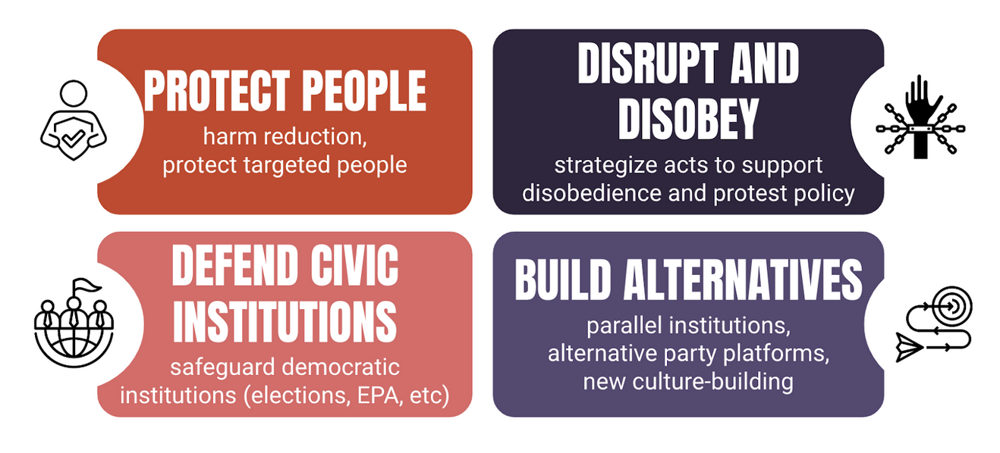 PROTECT PEOPLE
harm reduction,
protect targeted people
DISRUPT AND
DISOBEY
strategize acts to support
disobedience and protest policy
DEFEND CIVIC
INSTITUTIONS
safeguard democratic
institutions (elections, EPA, etc)
BUILD ALTERNATIVES
parallel institutions,
alternative party platforms,
new culture-building